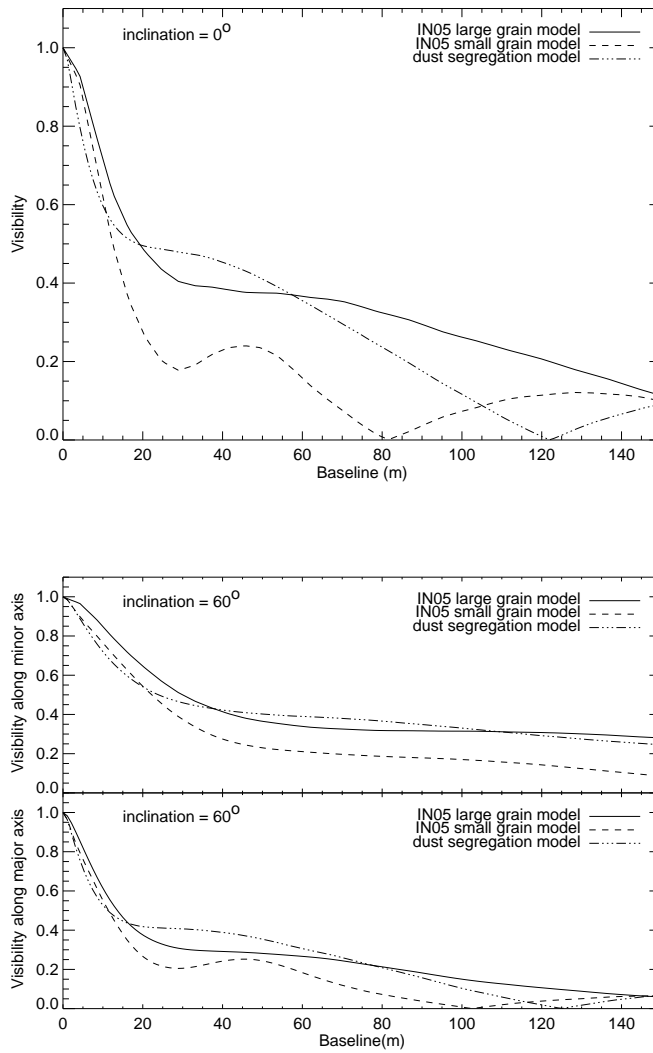 inclination = 0°
IN05 large grain model
IN05 small grain model
dust segregation model
1.0
0.8
0.6
0.4
0.2
0.0
Visibility
0 20 40 60 80 100 120 140
Baseline (m)
inclination = 60°
IN05 large grain model
IN05 small grain model
dust segregation model
1.0
0.8
0.6
0.4
0.2
0.0
Visibility along minor axis
inclination = 60°
IN05 large grain model
IN05 small grain model
dust segregation model
1.0
0.8
0.6
0.4
0.2
0.0
Visibility along major axis
0 20 40 60 80 100 120 140
Baseline(m)